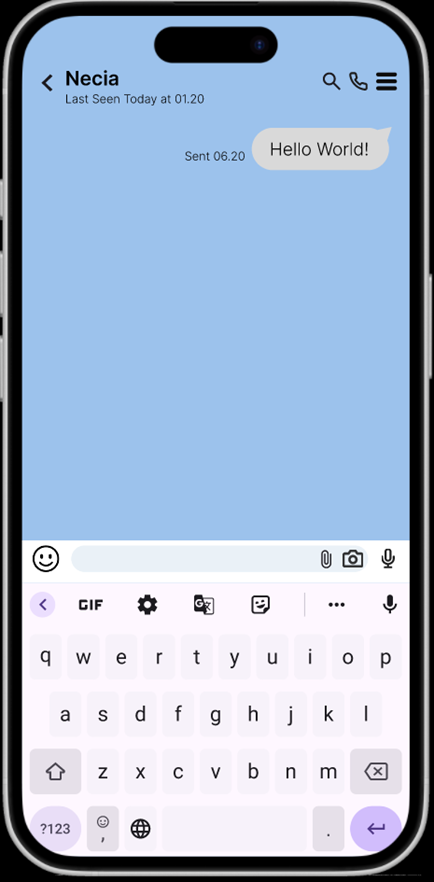 Necia
Last Seen Today at 01.20
Sent 06.20 Hello World!
GIF
q w e r t y u i o p
a s d f g h j k l
z x c v b n m
?123 , .